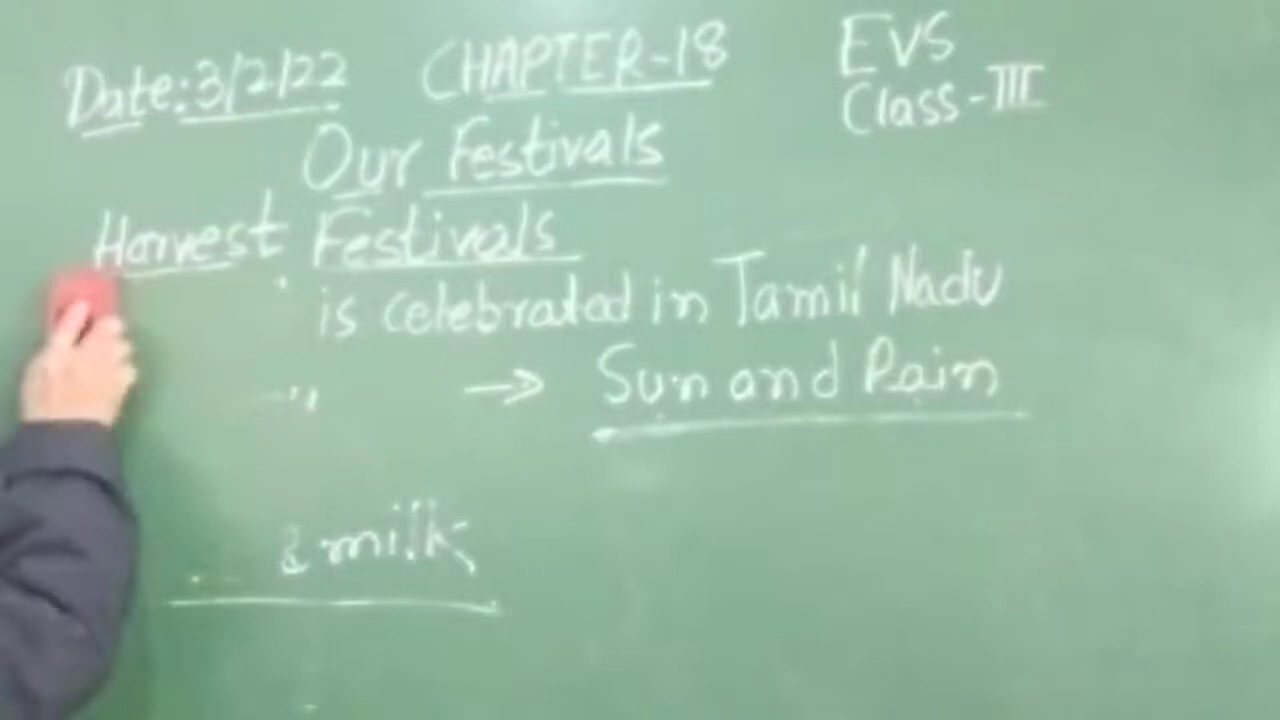 Date:3/2/22 CHAPTER-18 EVS
Class-III
Our Festivals
Harvest Festivals
is celebrated in Tamil Nadu
→ Sun and Rain
& milk